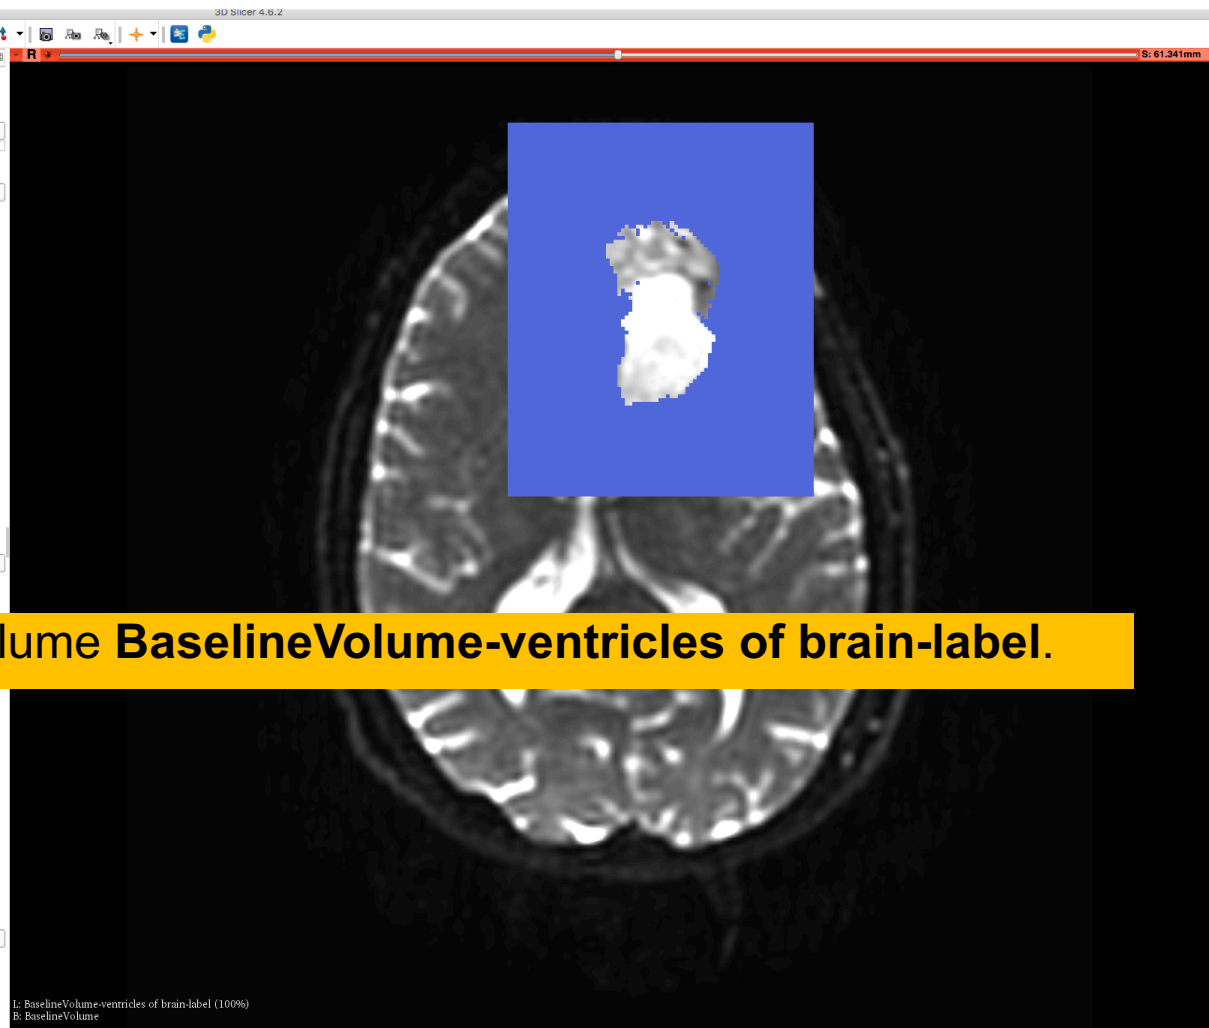 3D Slicer 4.6.2
R
S: 61.341mm
lume BaselineVolume-ventricles of brain-label.
L: BaselineVolume-ventricles of brain-label (100%)
B: BaselineVolume